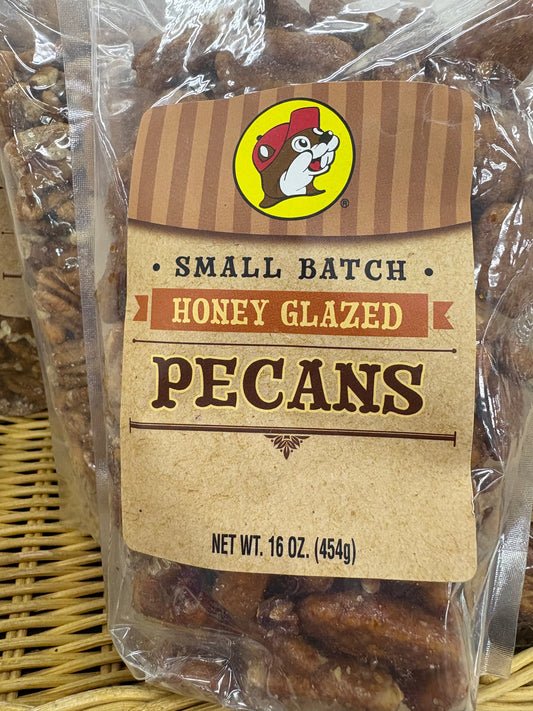 ®
• SMALL BATCH •
HONEY GLAZED
PECANS
NET WT. 16 OZ. (454g)